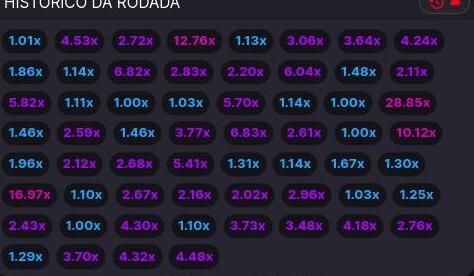 HISTÓRICO DA RODADA
1.01x 4.53x 2.72x 12.76x 1.13x 3.06x 3.64x 4.24x
1.86x 1.14x 6.82x 2.83x 2.20x 6.04x 1.48x 2.11x
5.82x 1.11x 1.00x 1.03x 5.70x 1.14x 1.00x 28.85x
1.46x 2.59x 1.46x 3.77x 6.83x 2.61x 1.00x 10.12x
1.96x 2.12x 2.68x 5.41x 1.31x 1.14x 1.67x 1.30x
16.97x 1.10x 2.67x 2.16x 2.02x 2.96x 1.03x 1.25x
2.43x 1.00x 4.30x 1.10x 3.73x 3.48x 4.18x 2.76x
1.29x 3.70x 4.32x 4.48x